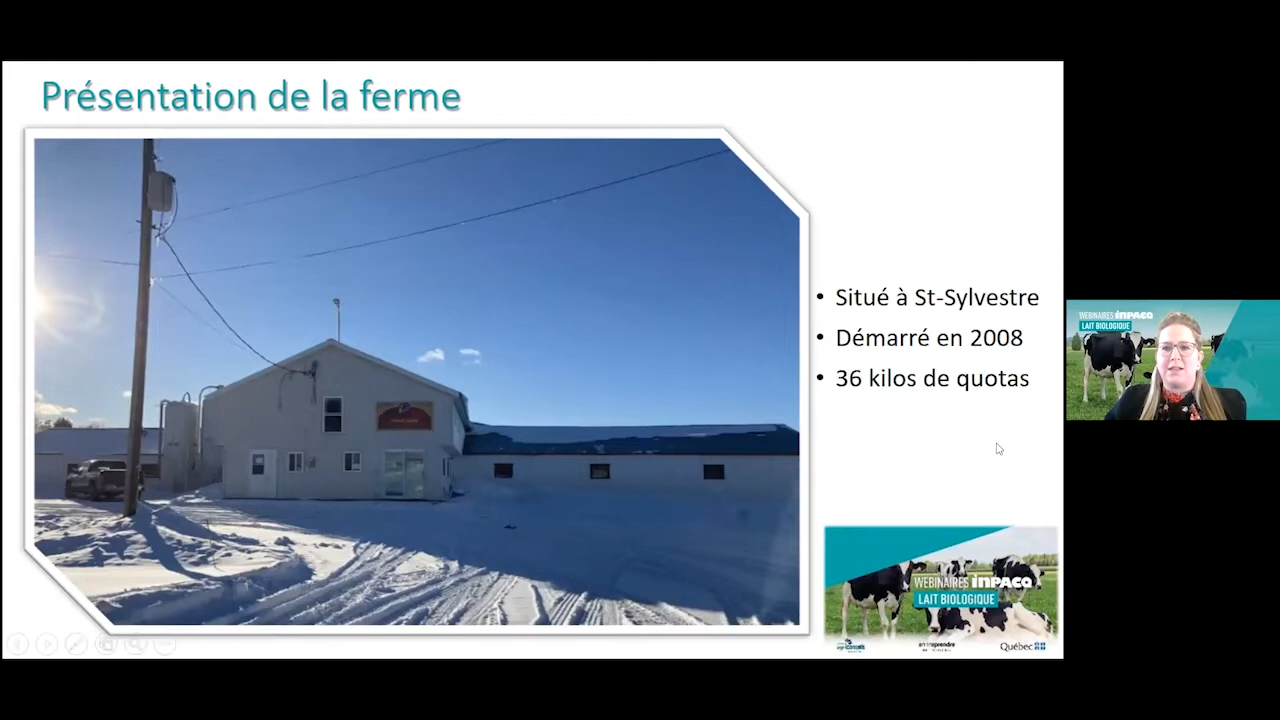 Présentation de la ferme
• Situé à St-Sylvestre
• Démarré en 2008
• 36 kilos de quotas
WEBINAIRES INPACQ
LAIT BIOLOGIQUE
WEBINAIRES INPACQ
LAIT BIOLOGIQUE
Québec